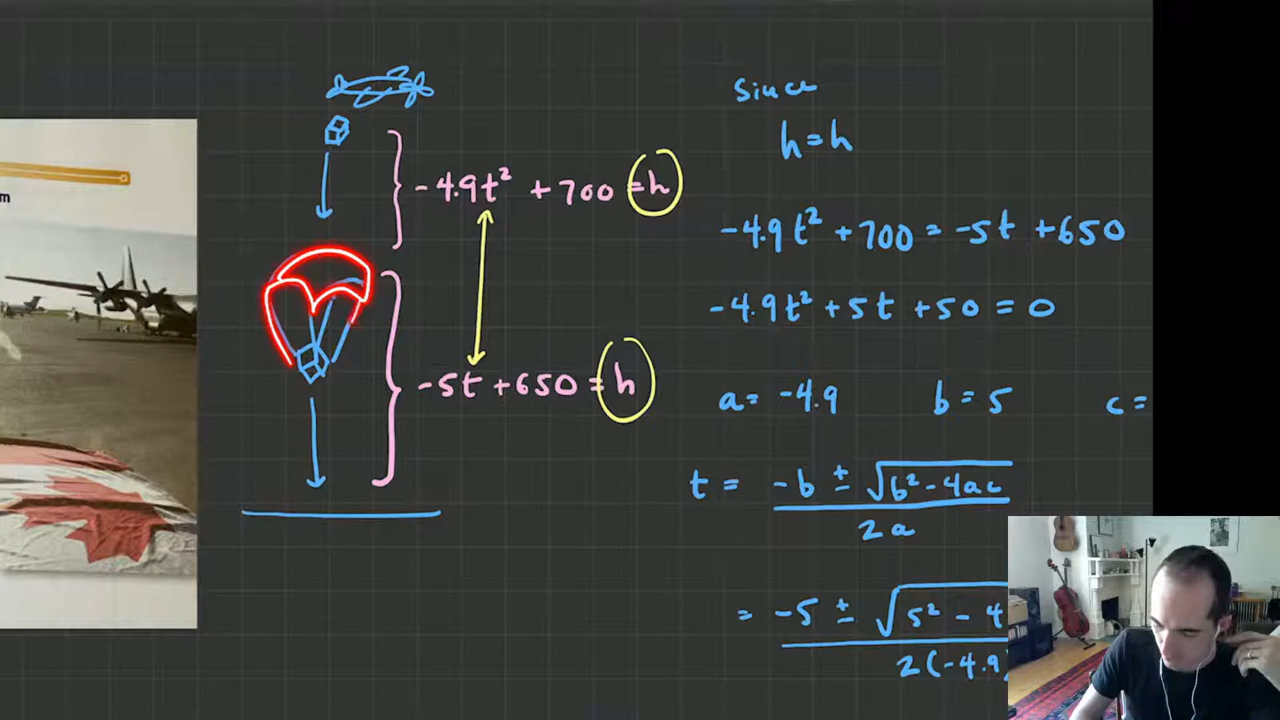 m
-4.9t² + 700 = h
-5t + 650 = h
Since
h = h
-4.9t² + 700 = -5t + 650
-4.9t² + 5t + 50 = 0
a = -4.9 b = 5 c =
t = -b ± √b² - 4ac
2a
= -5 ± √5² - 4
2(-4.9)